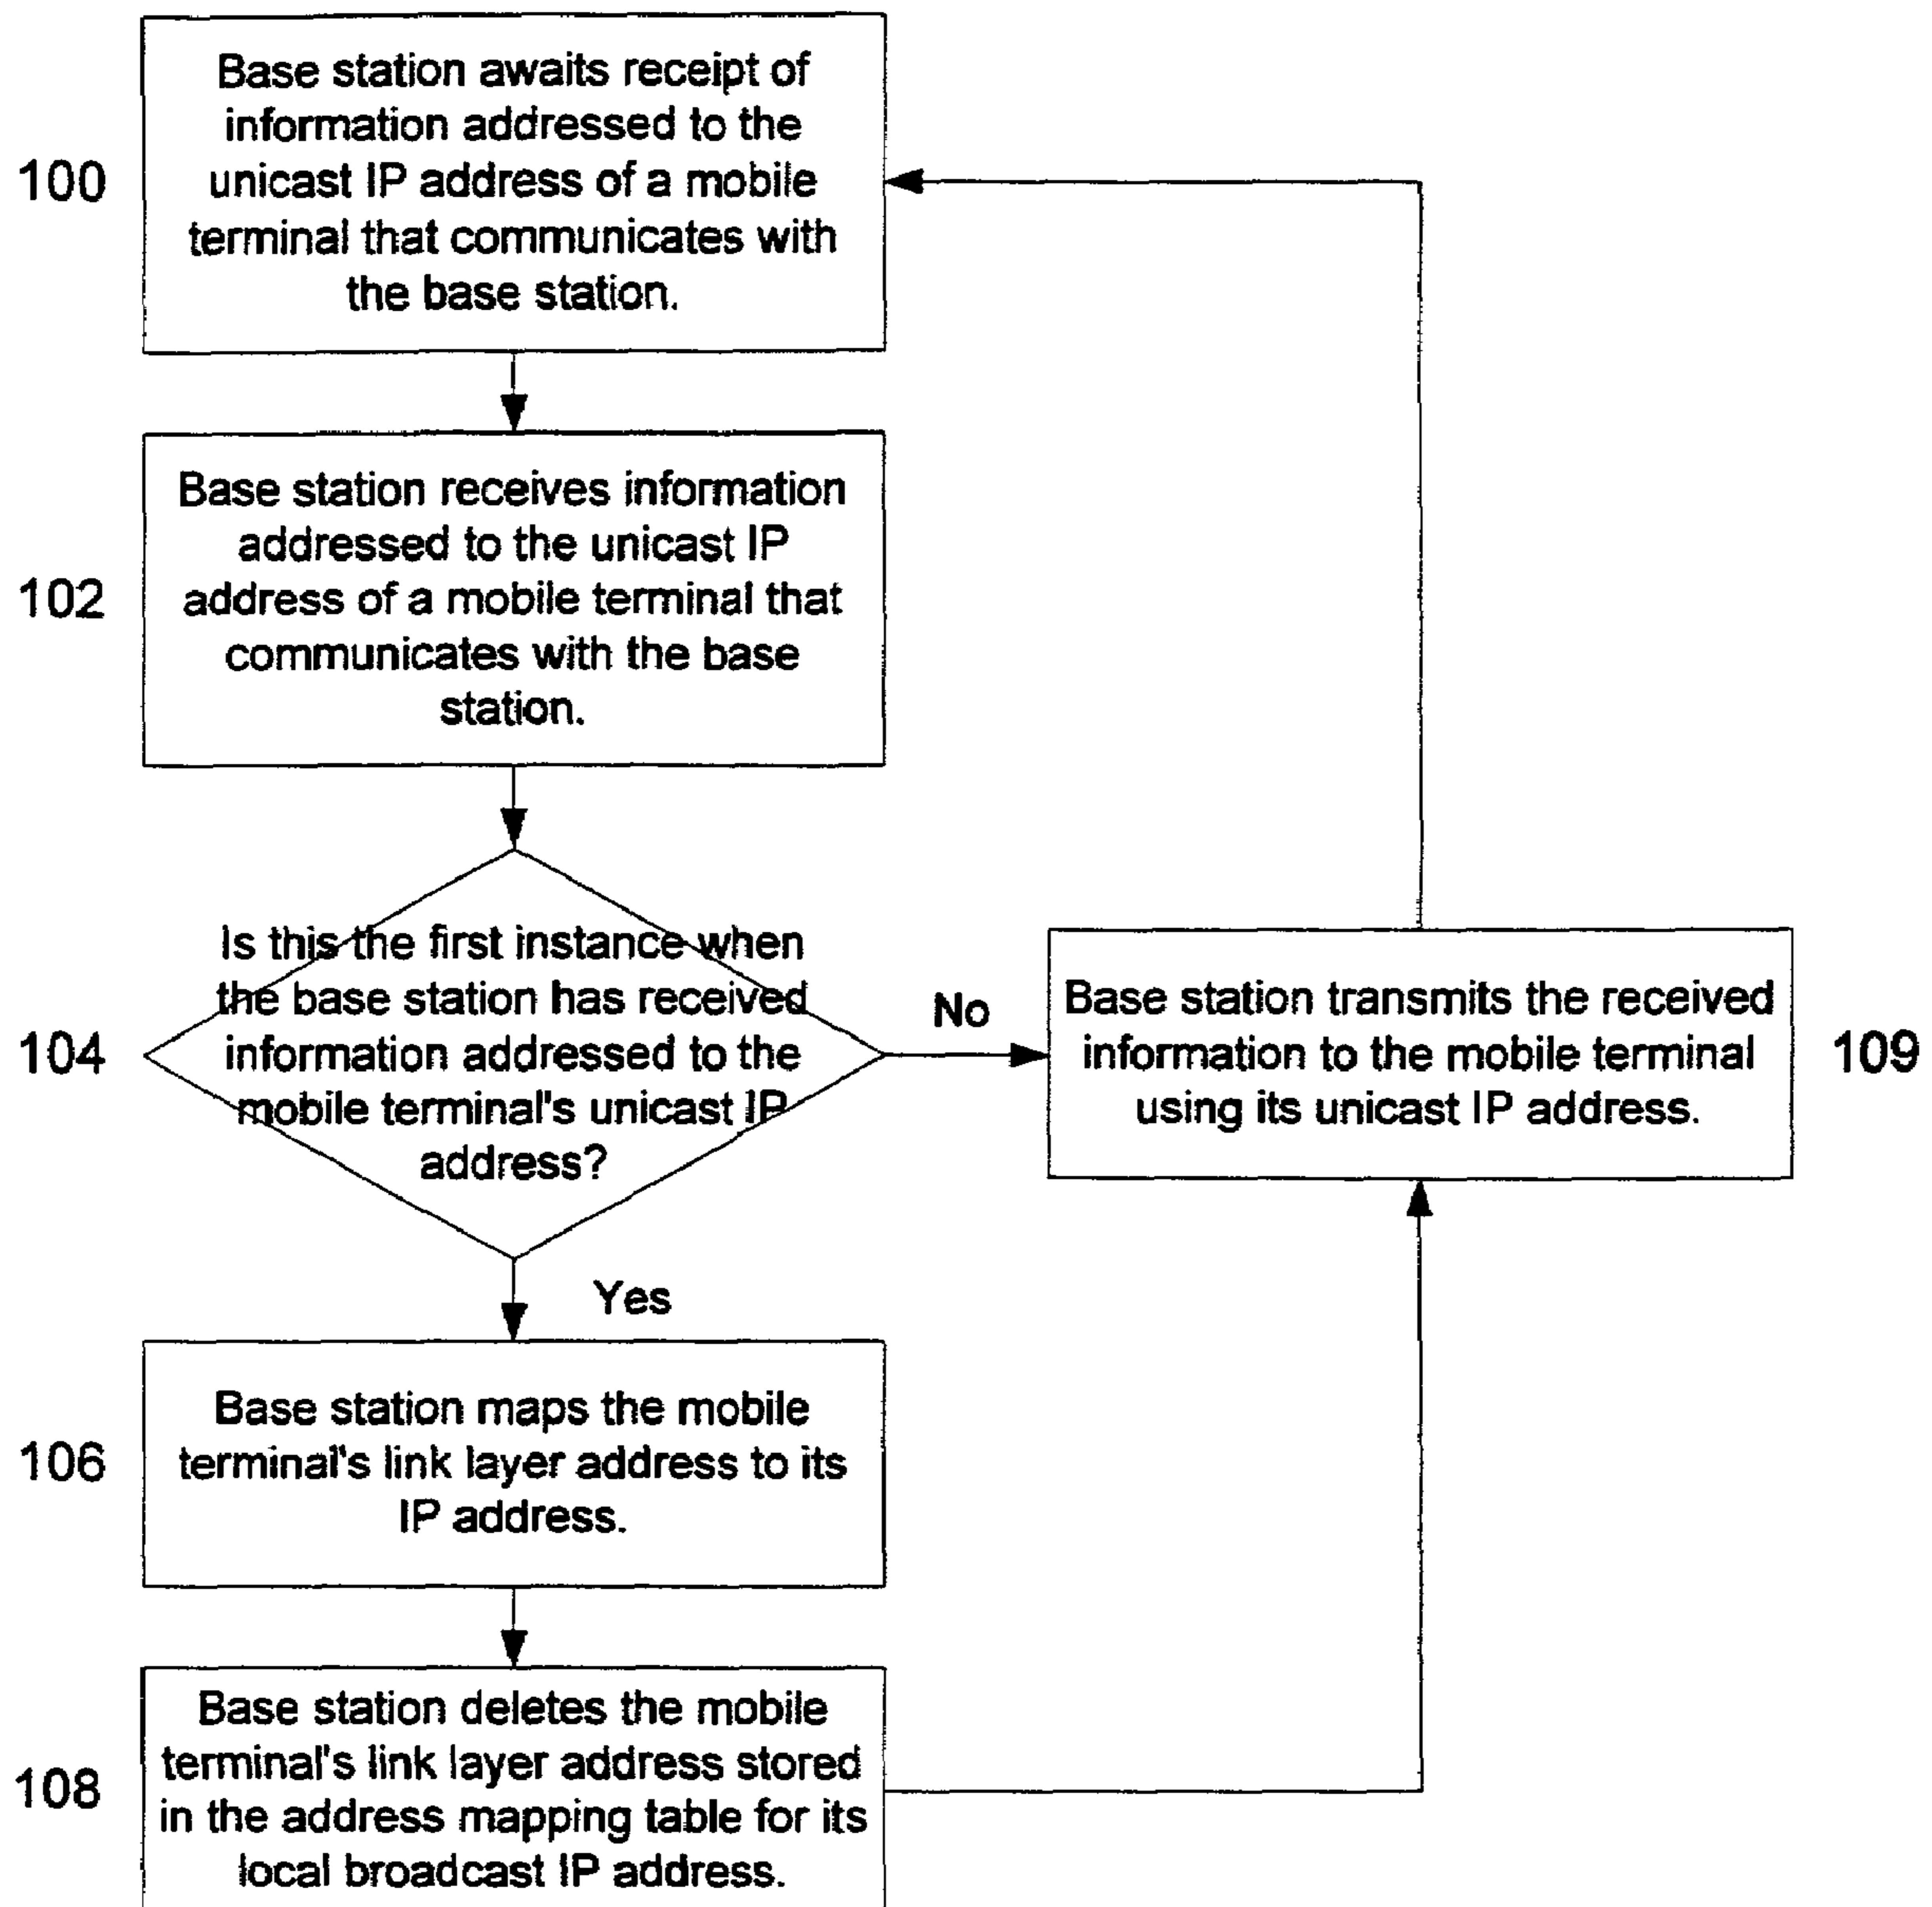 100
Base station awaits receipt of
information addressed to the
unicast IP address of a mobile
terminal that communicates with
the base station.
102
Base station receives information
addressed to the unicast IP
address of a mobile terminal that
communicates with the base
station.
104
Is this the first instance when
the base station has received
information addressed to the
mobile terminal's unicast IP
address?
No
Base station transmits the received
information to the mobile terminal
using its unicast IP address.
109
Yes
106
Base station maps the mobile
terminal's link layer address to its
IP address.
108
Base station deletes the mobile
terminal's link layer address stored
in the address mapping table for its
local broadcast IP address.